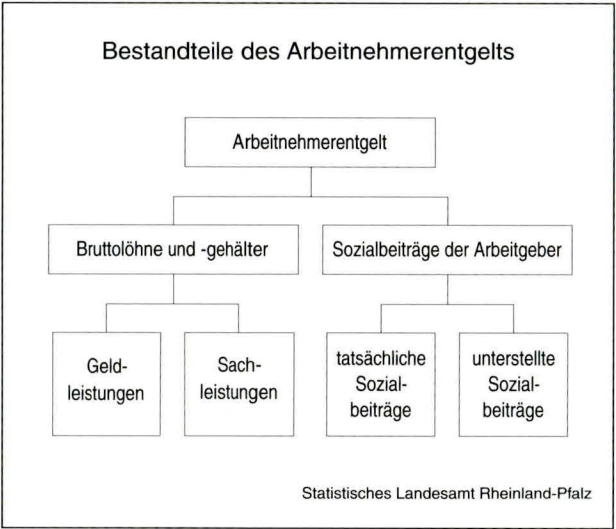 Bestandteile des Arbeitnehmerentgelts
Arbeitnehmerentgelt
Bruttolöhne und -gehälter
Sozialbeiträge der Arbeitgeber
Geld-
leistungen
Sach-
leistungen
tatsächliche
Sozial-
beiträge
unterstellte
Sozial-
beiträge
Statistisches Landesamt Rheinland-Pfalz